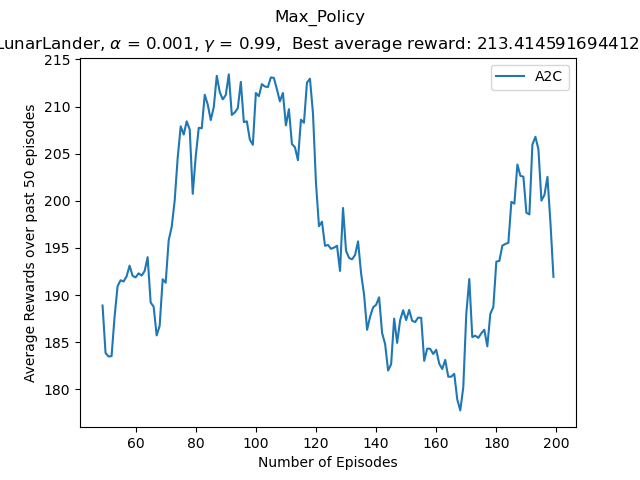 Max_Policy
LunarLander, α = 0.001, γ = 0.99,  Best average reward: 213.414591694412
215
210
205
200
195
190
185
180
Average Rewards over past 50 episodes
A2C
60 80 100 120 140 160 180 200
Number of Episodes